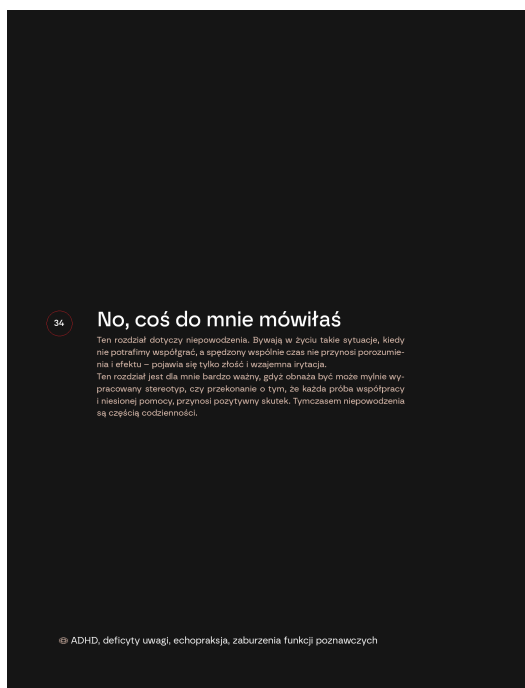 34
No, coś do mnie mówiłaś
Ten rozdział dotyczy niepowodzenia. Bywają w życiu takie sytuacje, kiedy
nie potrafimy współgrać, a spędzony wspólnie czas nie przynosi porozumie-
nia i efektu – pojawia się tylko złość i wzajemna irytacja.
Ten rozdział jest dla mnie bardzo ważny, gdyż obnaża być może mylnie wy-
pracowany stereotyp, czy przekonanie o tym, że każda próba współpracy
i niesionej pomocy, przynosi pozytywny skutek. Tymczasem niepowodzenia
są częścią codzienności.
ADHD, deficyty uwagi, echopraksja, zaburzenia funkcji poznawczych